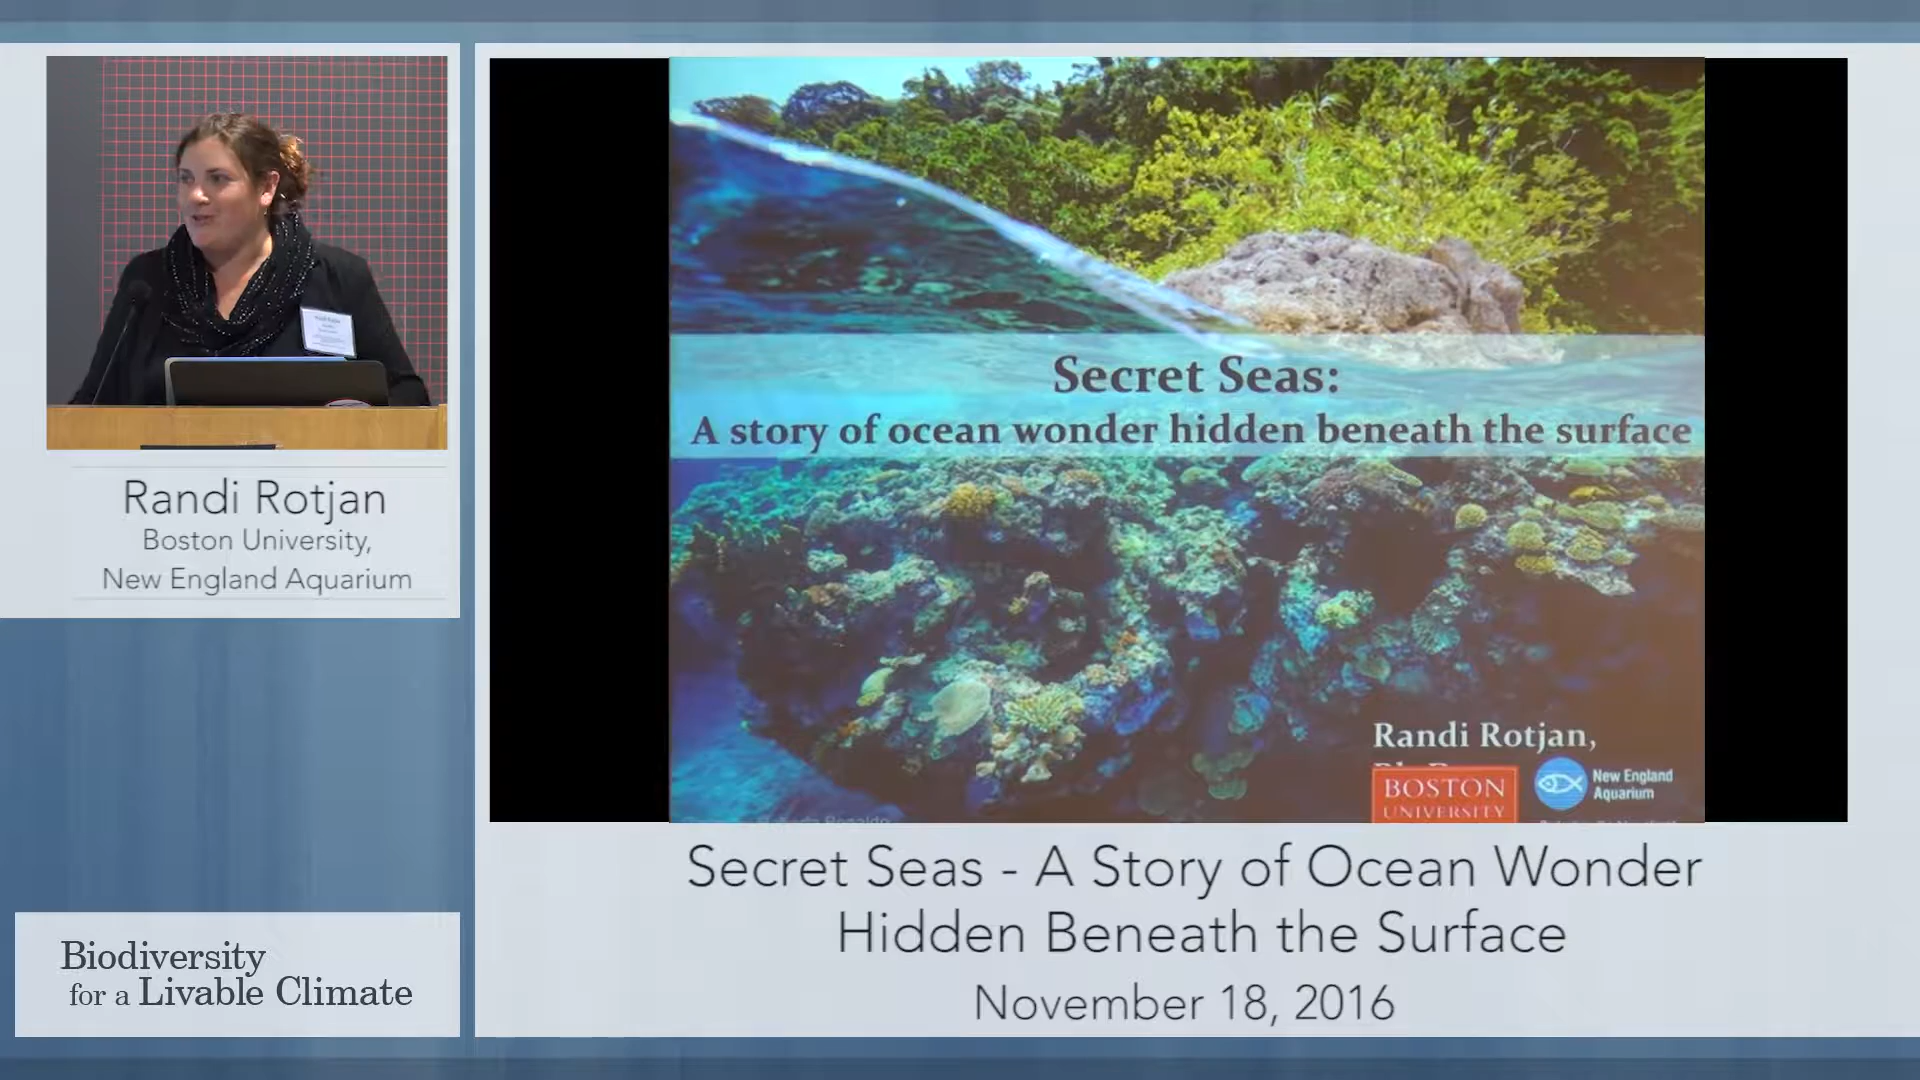 Secret Seas:
A story of ocean wonder hidden beneath the surface
Randi Rotjan,
BOSTON
UNIVERSITY
New England
Aquarium
Randi Rotjan
Boston University,
New England Aquarium
Secret Seas - A Story of Ocean Wonder
Hidden Beneath the Surface
November 18, 2016
Biodiversity
for a Livable Climate